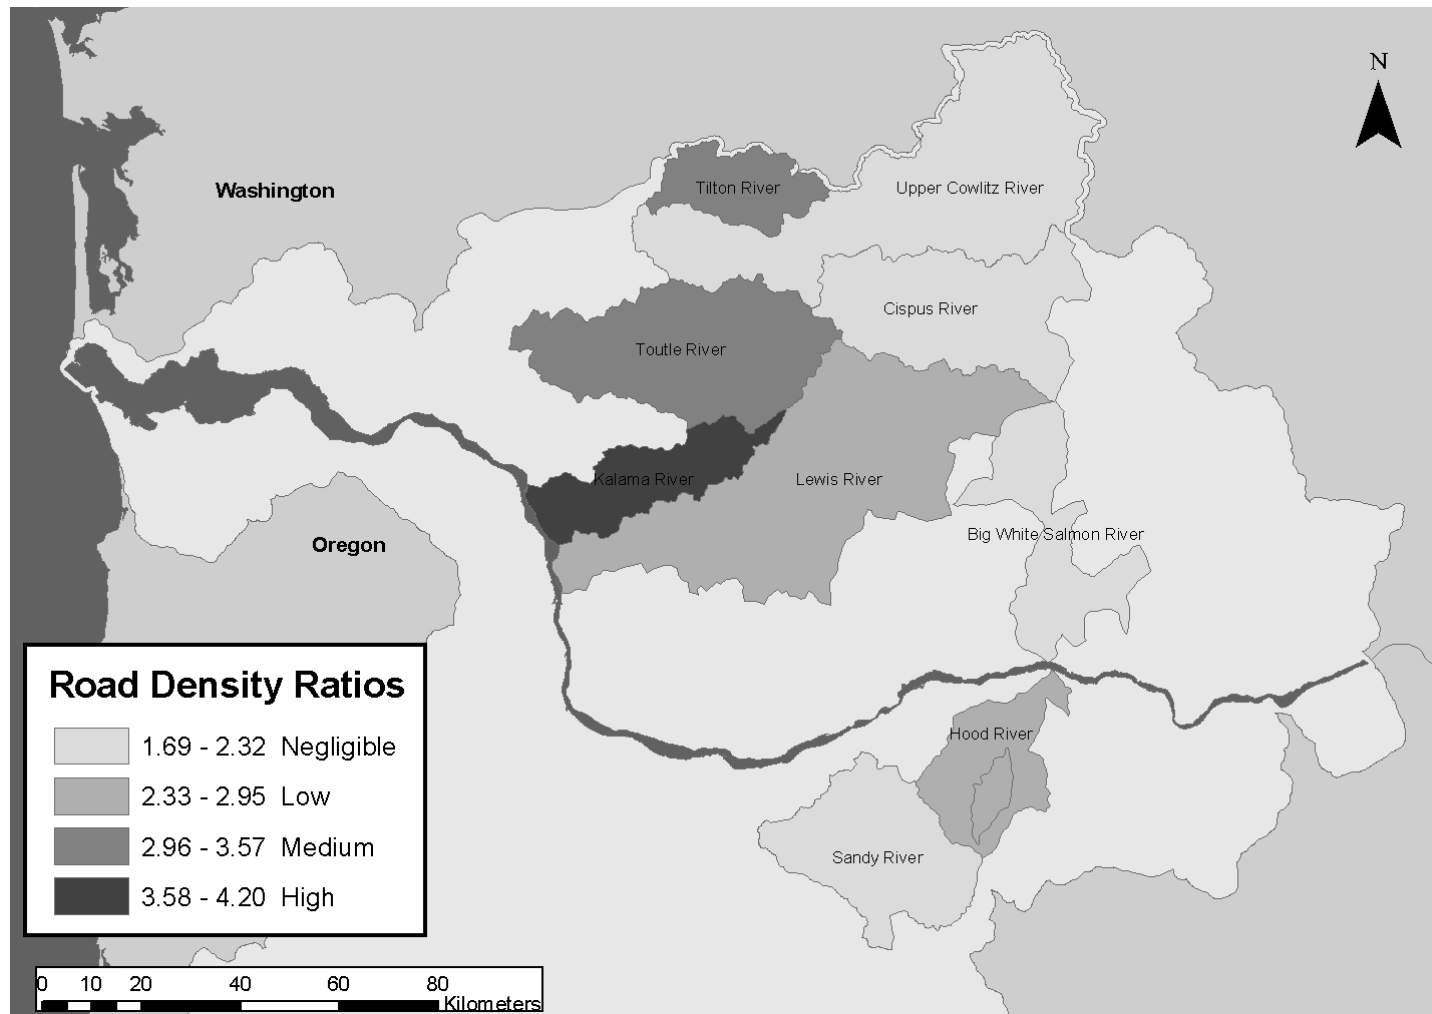 N
Washington
Tilton River
Upper Cowlitz River
Cispus River
Toutle River
Kalama River
Lewis River
Big White Salmon River
Oregon
Hood River
Sandy River
Road Density Ratios
1.69 - 2.32 Negligible
2.33 - 2.95 Low
2.96 - 3.57 Medium
3.58 - 4.20 High
0 10 20 40 60 80
Kilometers